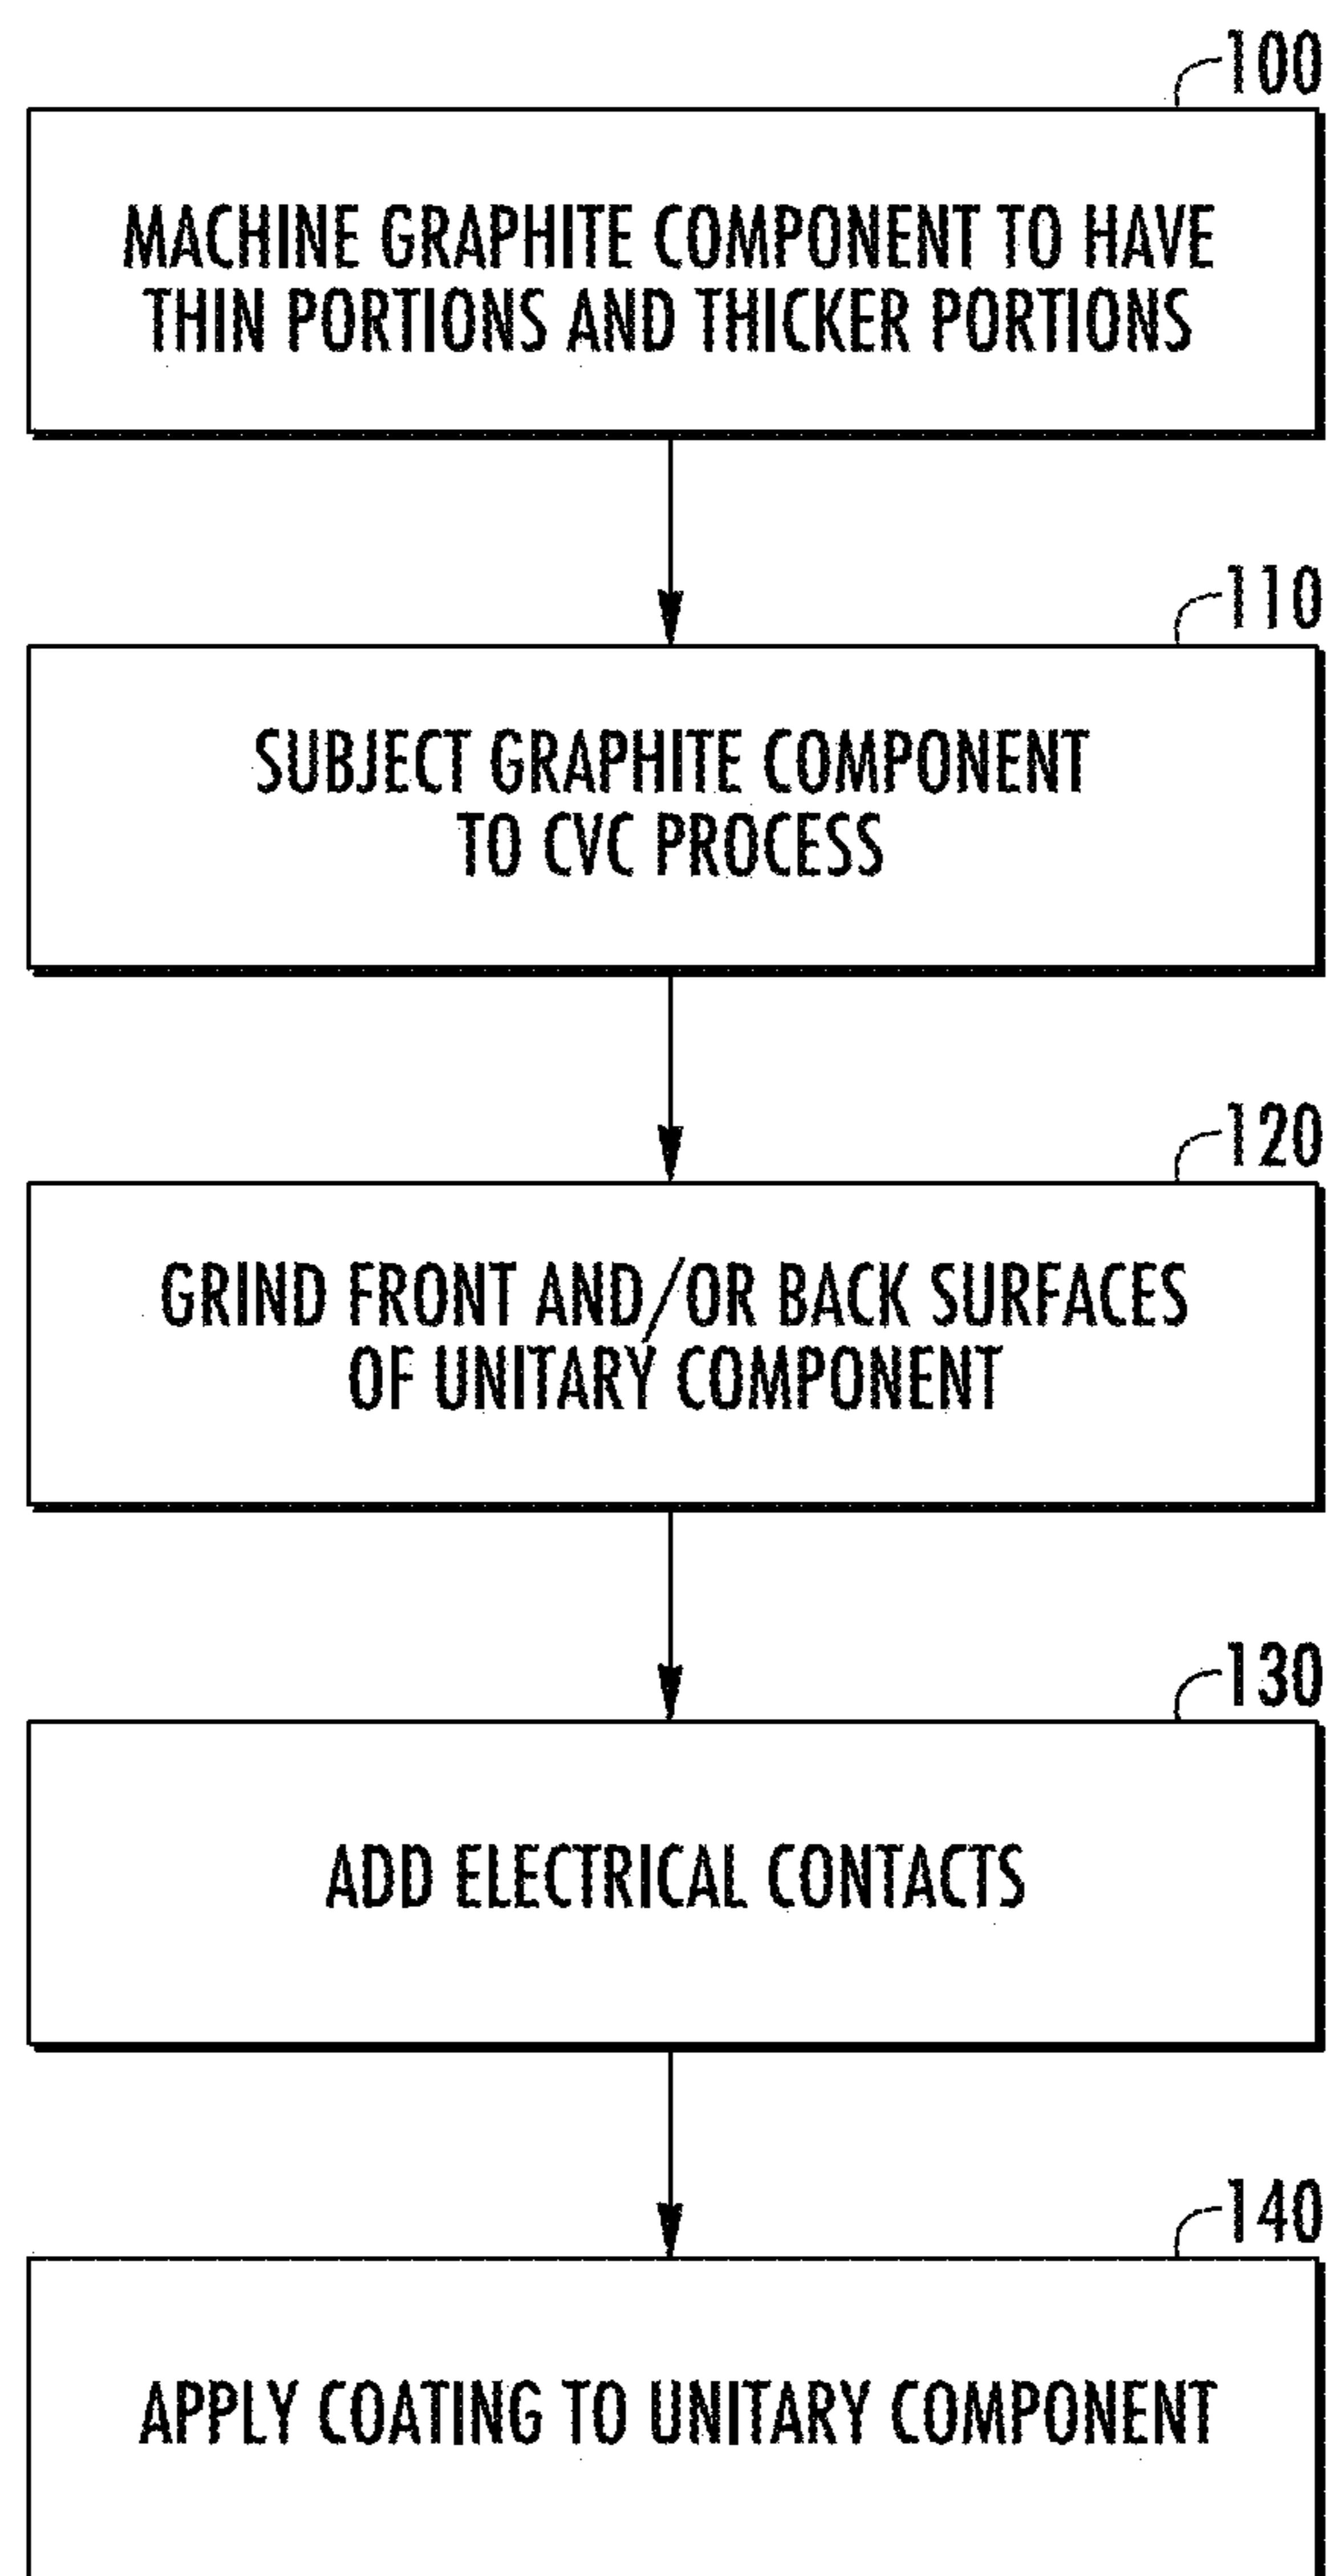 100
MACHINE GRAPHITE COMPONENT TO HAVE
THIN PORTIONS AND THICKER PORTIONS
110
SUBJECT GRAPHITE COMPONENT
TO CVC PROCESS
120
GRIND FRONT AND/OR BACK SURFACES
OF UNITARY COMPONENT
130
ADD ELECTRICAL CONTACTS
140
APPLY COATING TO UNITARY COMPONENT